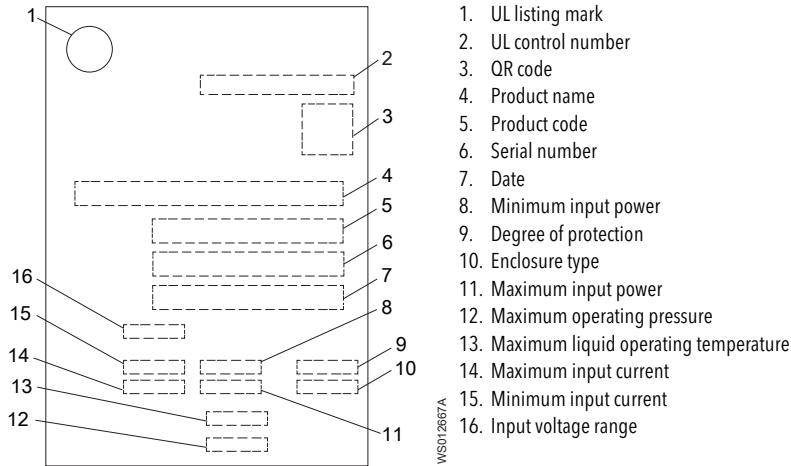 1
2
3
4
5
6
7
16
8
15
9
14
10
13
11
12
WS012667A
1. UL listing mark
2. UL control number
3. QR code
4. Product name
5. Product code
6. Serial number
7. Date
8. Minimum input power
9. Degree of protection
10. Enclosure type
11. Maximum input power
12. Maximum operating pressure
13. Maximum liquid operating temperature
14. Maximum input current
15. Minimum input current
16. Input voltage range